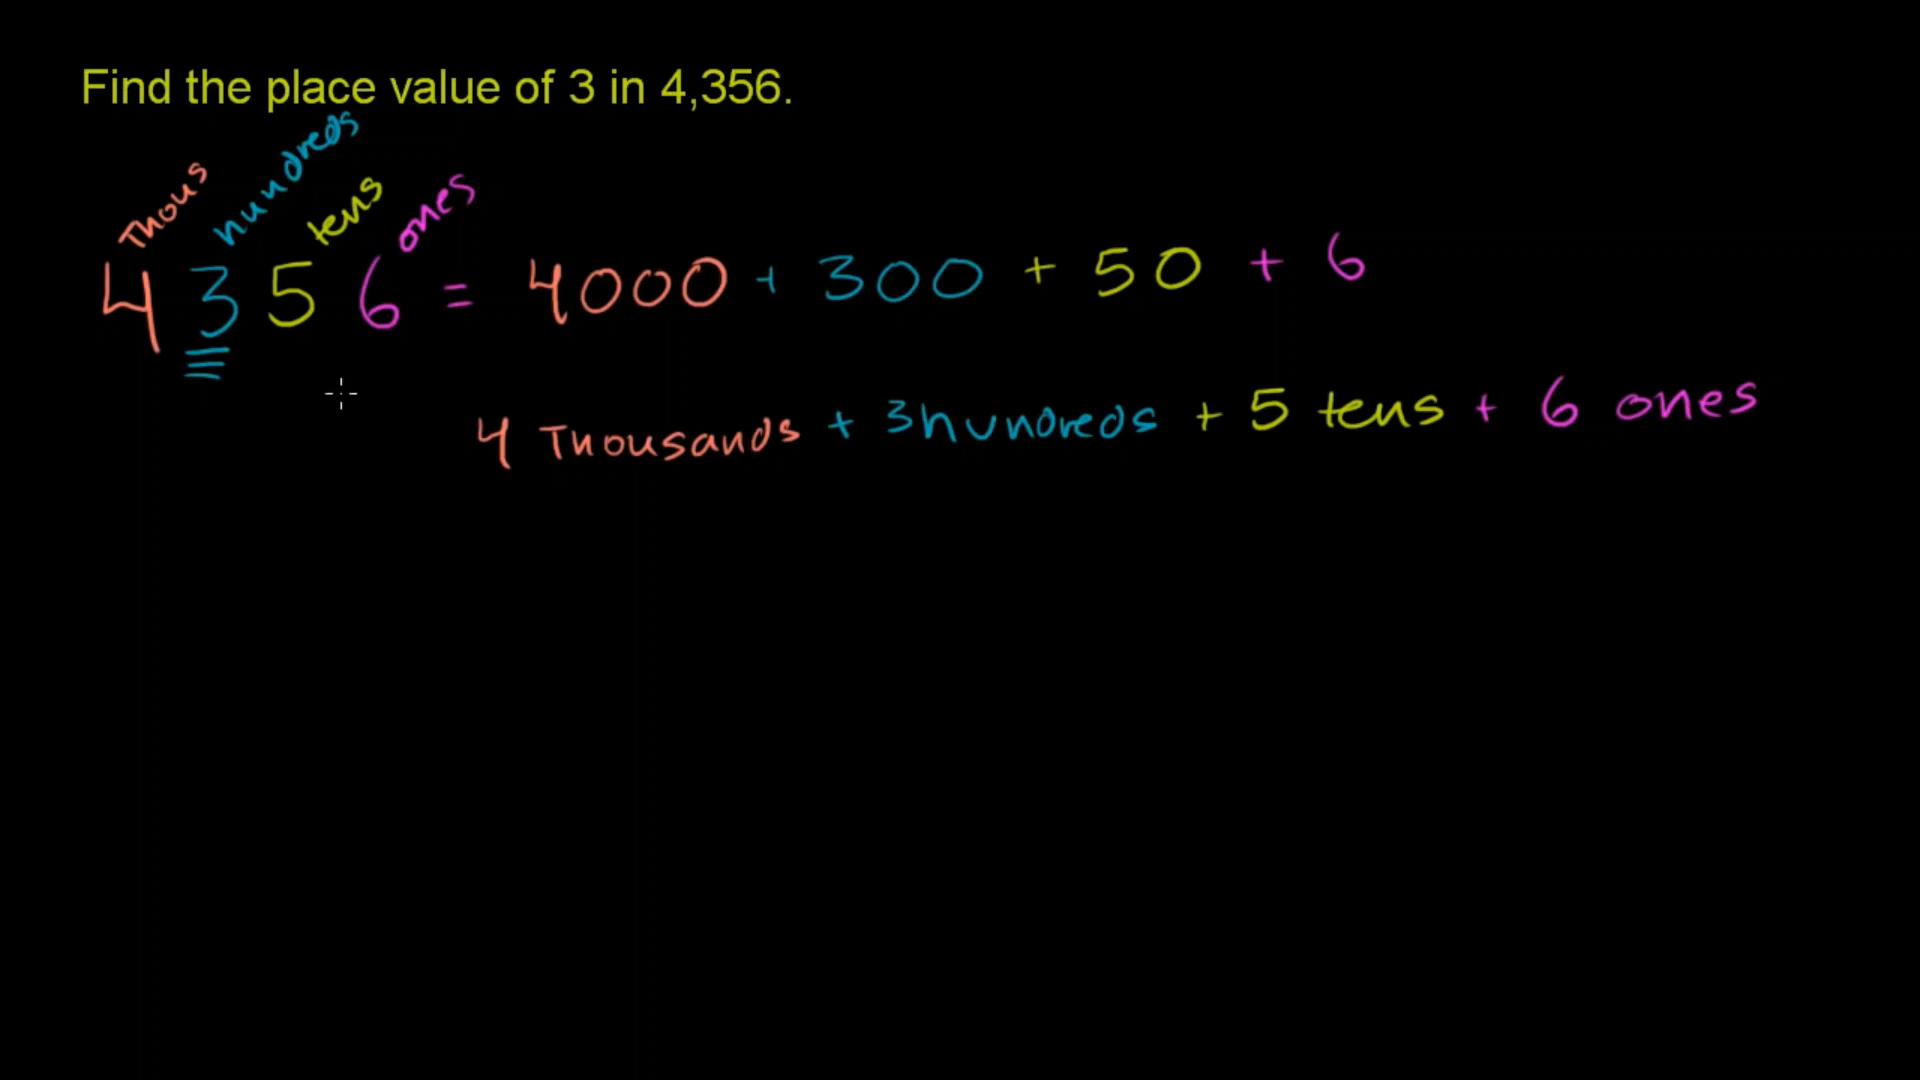 Find the place value of 3 in 4,356.
Thous hundreds tens ones
4 3 5 6 = 4000 + 300 + 50 + 6
4 Thousands + 3 hundreds + 5 tens + 6 ones